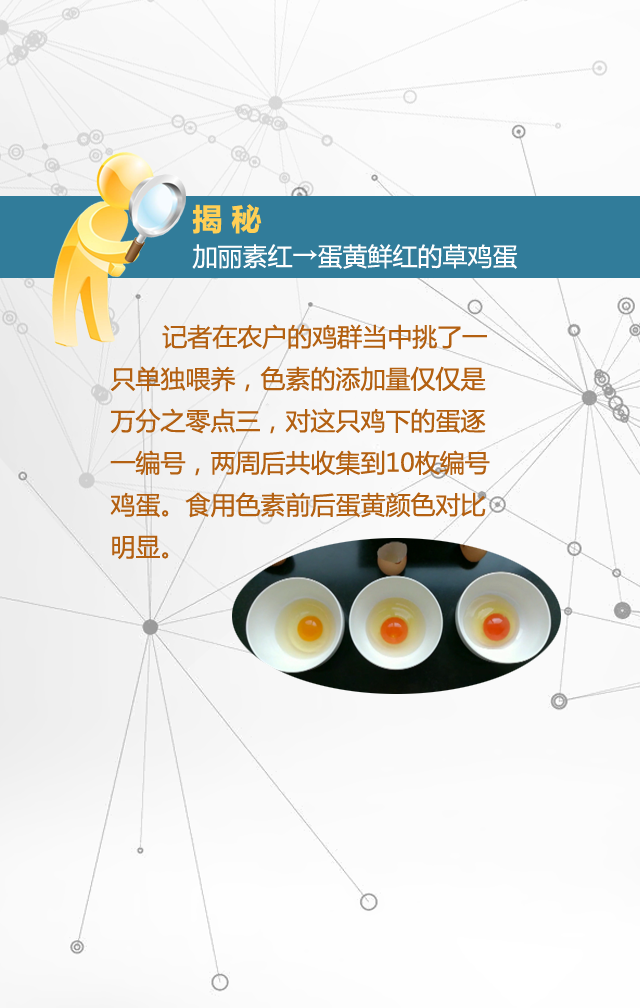 揭秘
加丽素红→蛋黄鲜红的草鸡蛋
记者在农户的鸡群当中挑了一
只单独喂养，色素的添加量仅仅是
万分之零点三，对这只鸡下的蛋逐
一编号，两周后共收集到10枚编号
鸡蛋。食用色素前后蛋黄颜色对比
明显。